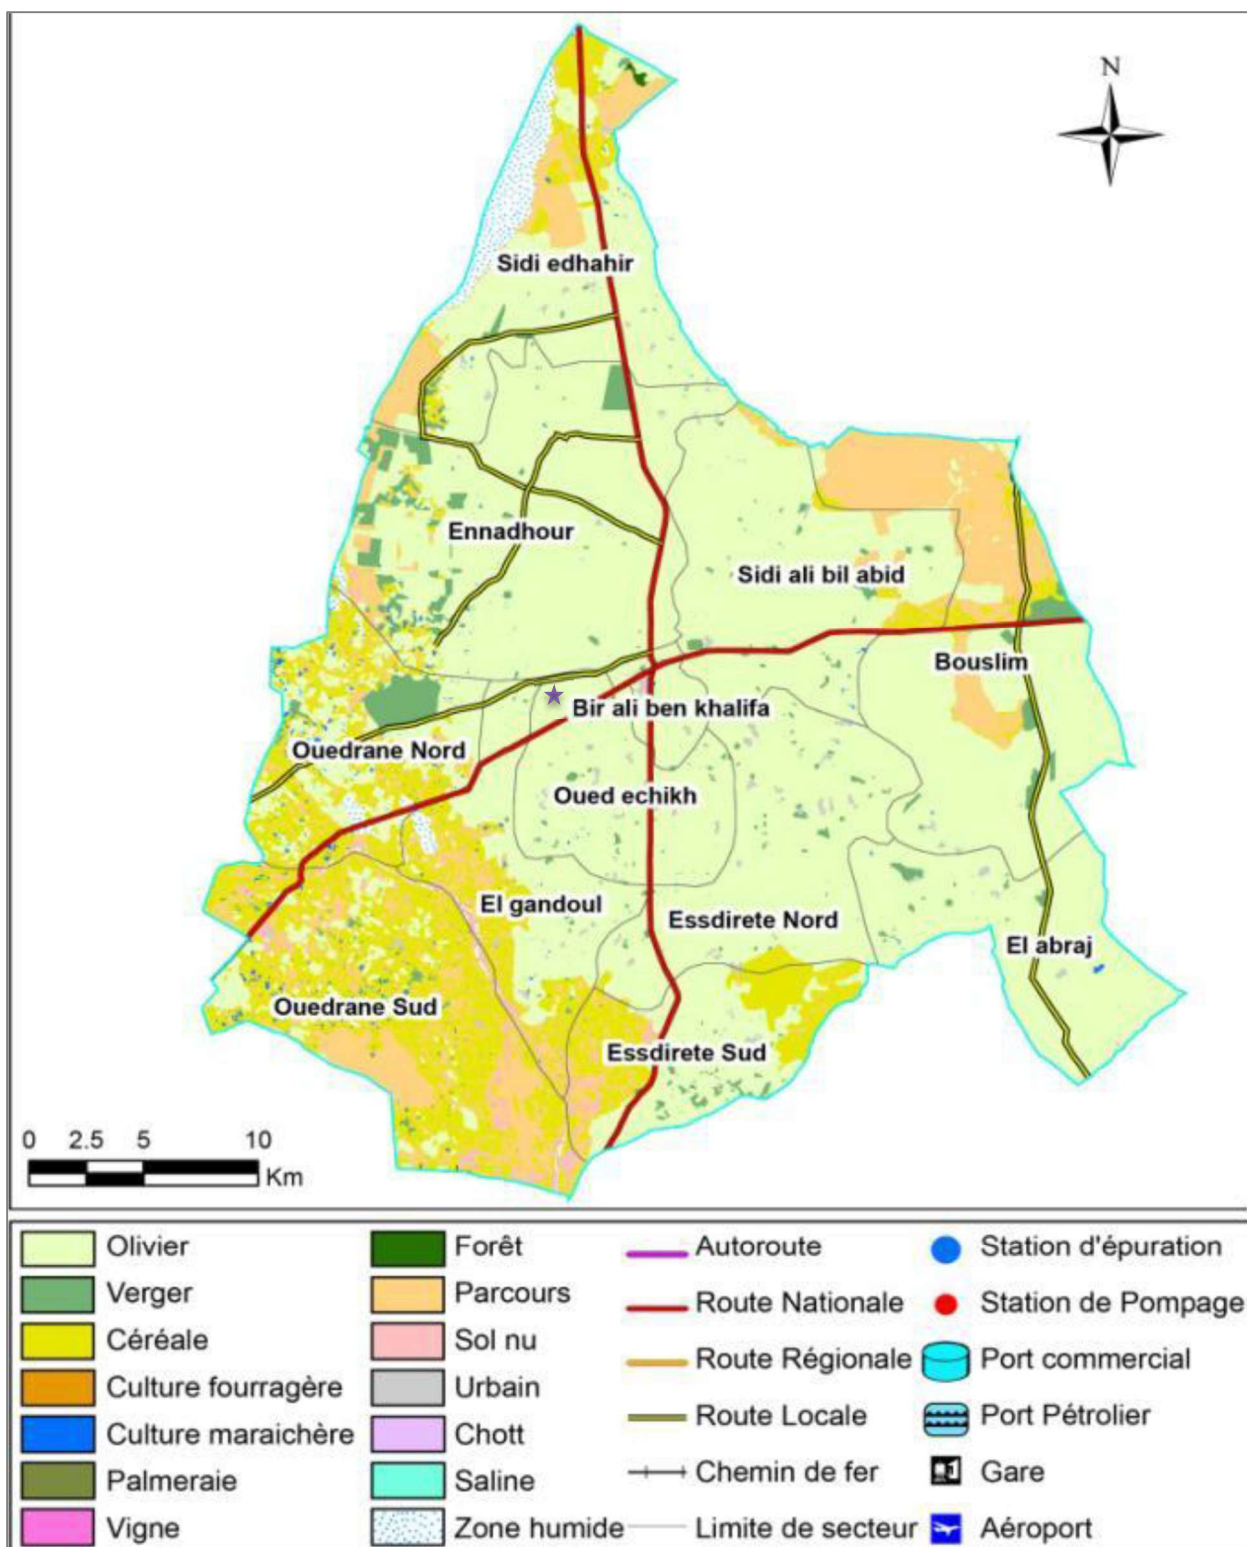 N
Sidi edhahir
Ennadhour
Sidi ali bil abid
Bouslim
Bir ali ben khalifa
Ouedrane Nord
Oued echikh
El gandoul
Essdirete Nord
El abraj
Ouedrane Sud
Essdirete Sud
0 2.5 5 10
Km
Olivier
Verger
Céréale
Culture fourragère
Culture maraichère
Palmeraie
Vigne
Forêt
Parcours
Sol nu
Urbain
Chott
Saline
Zone humide
Autoroute
Route Nationale
Route Régionale
Route Locale
Chemin de fer
Limite de secteur
Station d'épuration
Station de Pompage
Port commercial
Port Pétrolier
Gare
Aéroport